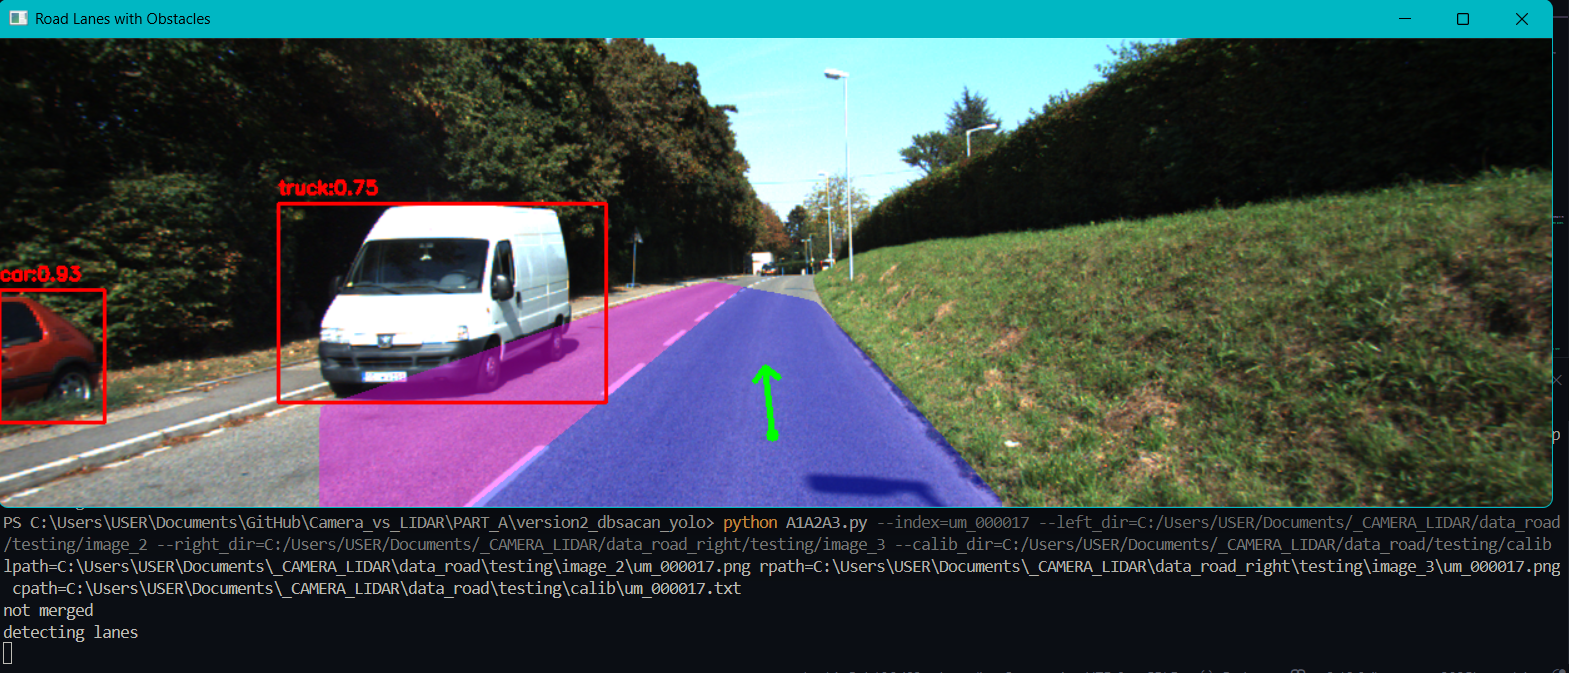 Road Lanes with Obstacles
truck:0.75
car:0.93
PS C:\Users\USER\Documents\GitHub\Camera_vs_LIDAR\PART_A\version2_dbsacan_yolo> python A1A2A3.py --index=um_000017 --left_dir=C:/Users/USER/Documents/_CAMERA_LIDAR/data_road
/testing/image_2 --right_dir=C:/Users/USER/Documents/_CAMERA_LIDAR/data_road_right/testing/image_3 --calib_dir=C:/Users/USER/Documents/_CAMERA_LIDAR/data_road/testing/calib
lpath=C:\Users\USER\Documents\_CAMERA_LIDAR\data_road\testing\image_2\um_000017.png rpath=C:\Users\USER\Documents\_CAMERA_LIDAR\data_road_right\testing\image_3\um_000017.png
cpath=C:\Users\USER\Documents\_CAMERA_LIDAR\data_road\testing\calib\um_000017.txt
not merged
detecting lanes